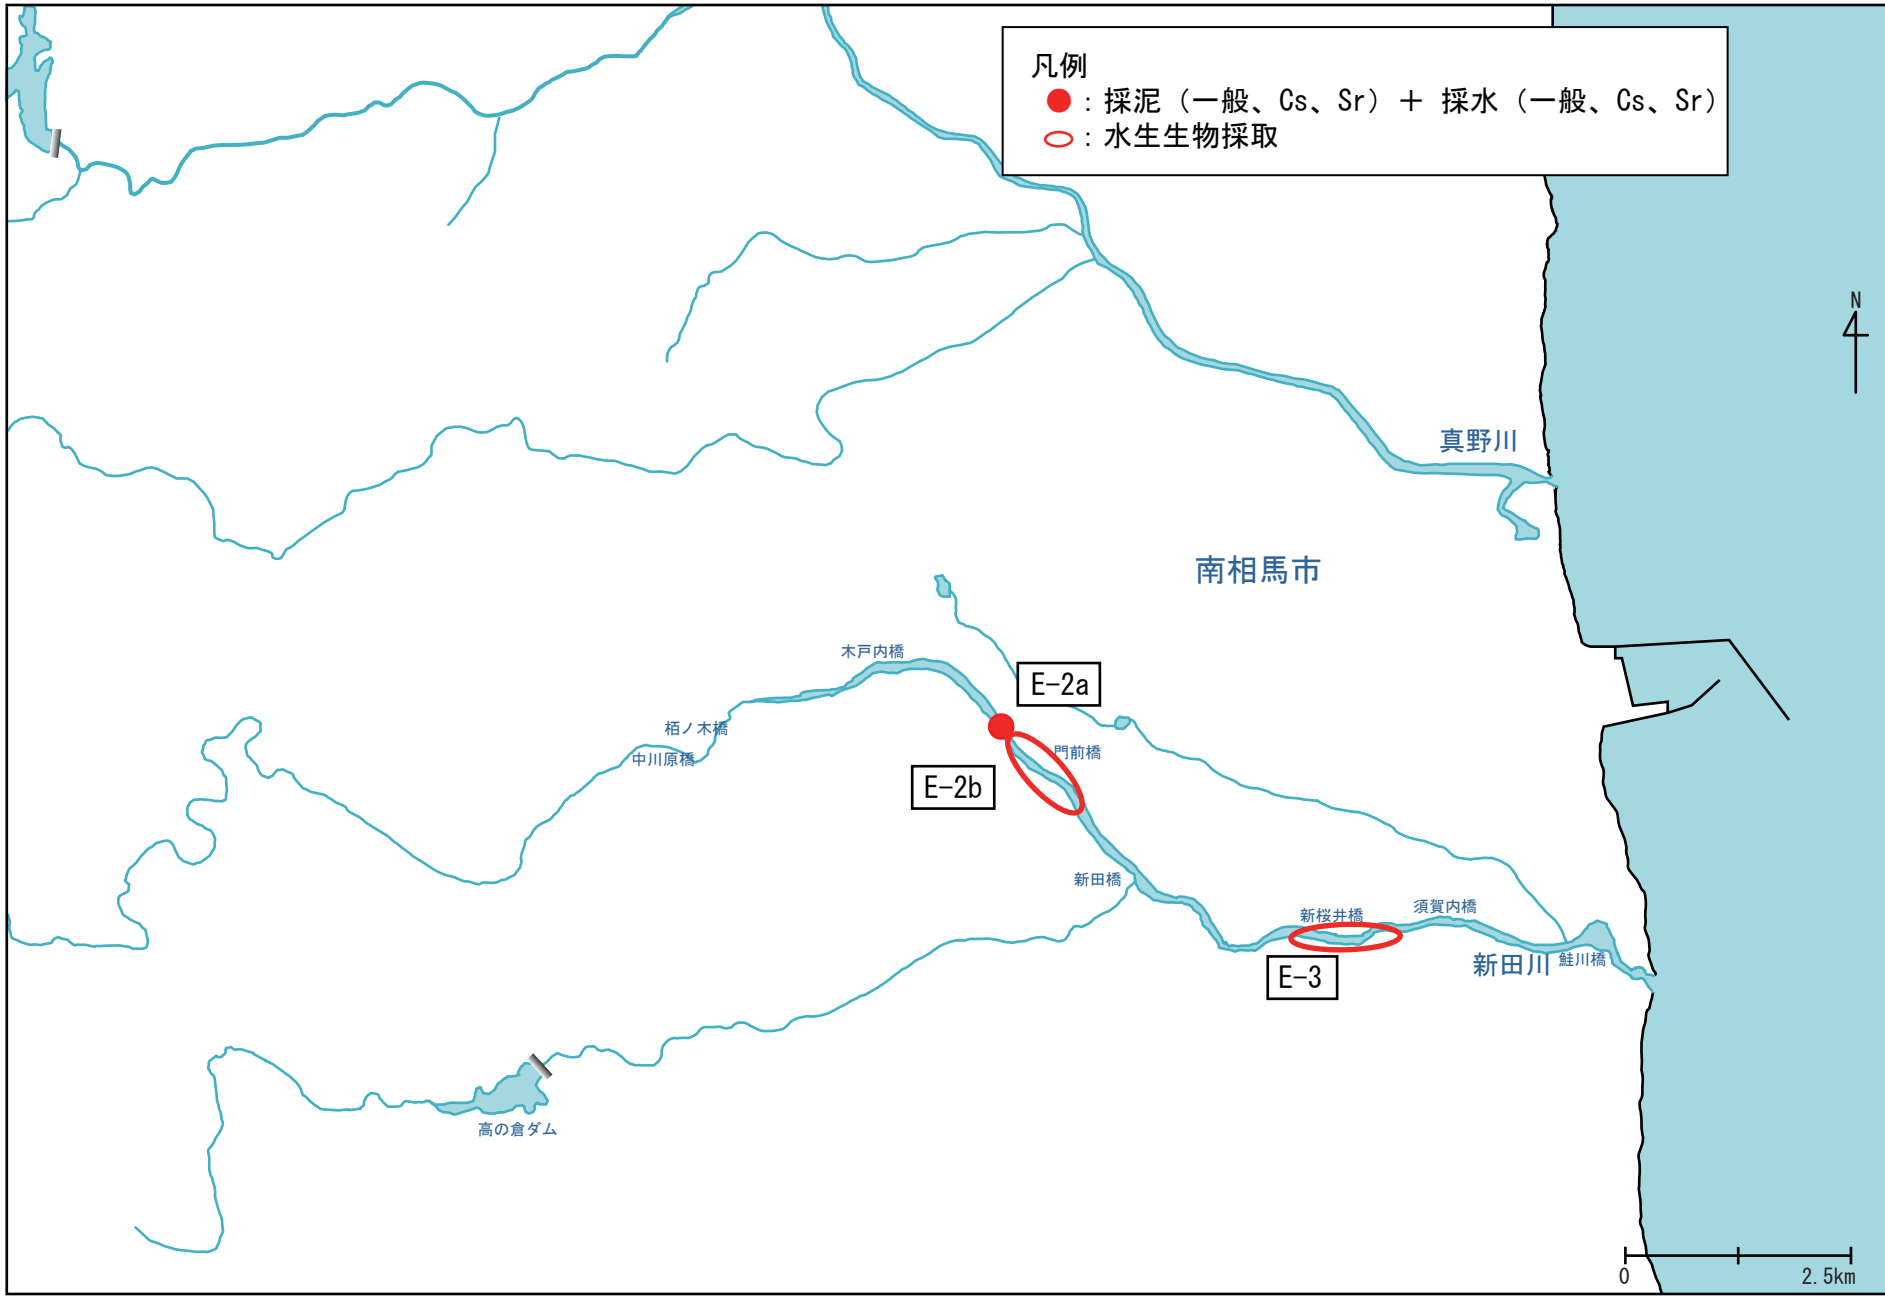 凡例
：採泥（一般、Cs、Sr）＋ 採水（一般、Cs、Sr）
：水生生物採取
N
真野川
南相馬市
木戸内橋
E-2a
栢ノ木橋
中川原橋
門前橋
E-2b
新田橋
新桜井橋
須賀内橋
新田川
鮭川橋
E-3
高の倉ダム
0
2.5km